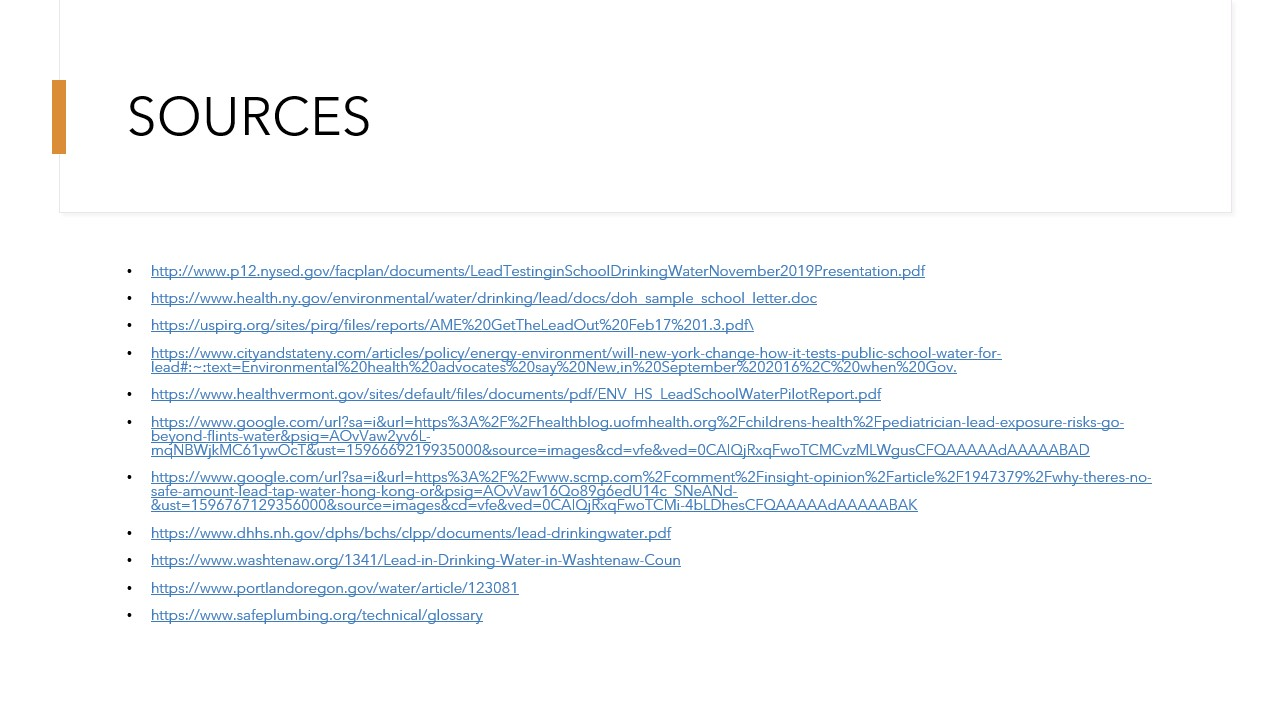 SOURCES
• http://www.p12.nysed.gov/facplan/documents/LeadTestinginSchoolDrinkingWaterNovember2019Presentation.pdf
• https://www.health.ny.gov/environmental/water/drinking/lead/docs/doh_sample_school_letter.doc
• https://uspirg.org/sites/pirg/files/reports/AME%20GetTheLeadOut%20Feb17%201.3.pdf\
• https://www.cityandstateny.com/articles/policy/energy-environment/will-new-york-change-how-it-tests-public-school-water-for-
lead#:~:text=Environmental%20health%20advocates%20say%20New,in%20September%202016%2C%20when%20Gov.
• https://www.healthvermont.gov/sites/default/files/documents/pdf/ENV_HS_LeadSchoolWaterPilotReport.pdf
• https://www.google.com/url?sa=i&url=https%3A%2F%2Fhealthblog.uofmhealth.org%2Fchildrens-health%2Fpediatrician-lead-exposure-risks-go-
beyond-flints-water&psig=AOvVaw2yv6L-
mqNBWjkMC61ywOcT&ust=1596669219935000&source=images&cd=vfe&ved=0CAIQjRxqFwoTCMCvzMLWgusCFQAAAAAdAAAAABAD
• https://www.google.com/url?sa=i&url=https%3A%2F%2Fwww.scmp.com%2Fcomment%2Finsight-opinion%2Farticle%2F1947379%2Fwhy-theres-no-
safe-amount-lead-tap-water-hong-kong-or&psig=AOvVaw16Qo89g6edU14c_SNeANd-
&ust=1596767129356000&source=images&cd=vfe&ved=0CAIQjRxqFwoTCMi-4bLDhesCFQAAAAAdAAAAABAK
• https://www.dhhs.nh.gov/dphs/bchs/clpp/documents/lead-drinkingwater.pdf
• https://www.washtenaw.org/1341/Lead-in-Drinking-Water-in-Washtenaw-Coun
• https://www.portlandoregon.gov/water/article/123081
• https://www.safeplumbing.org/technical/glossary